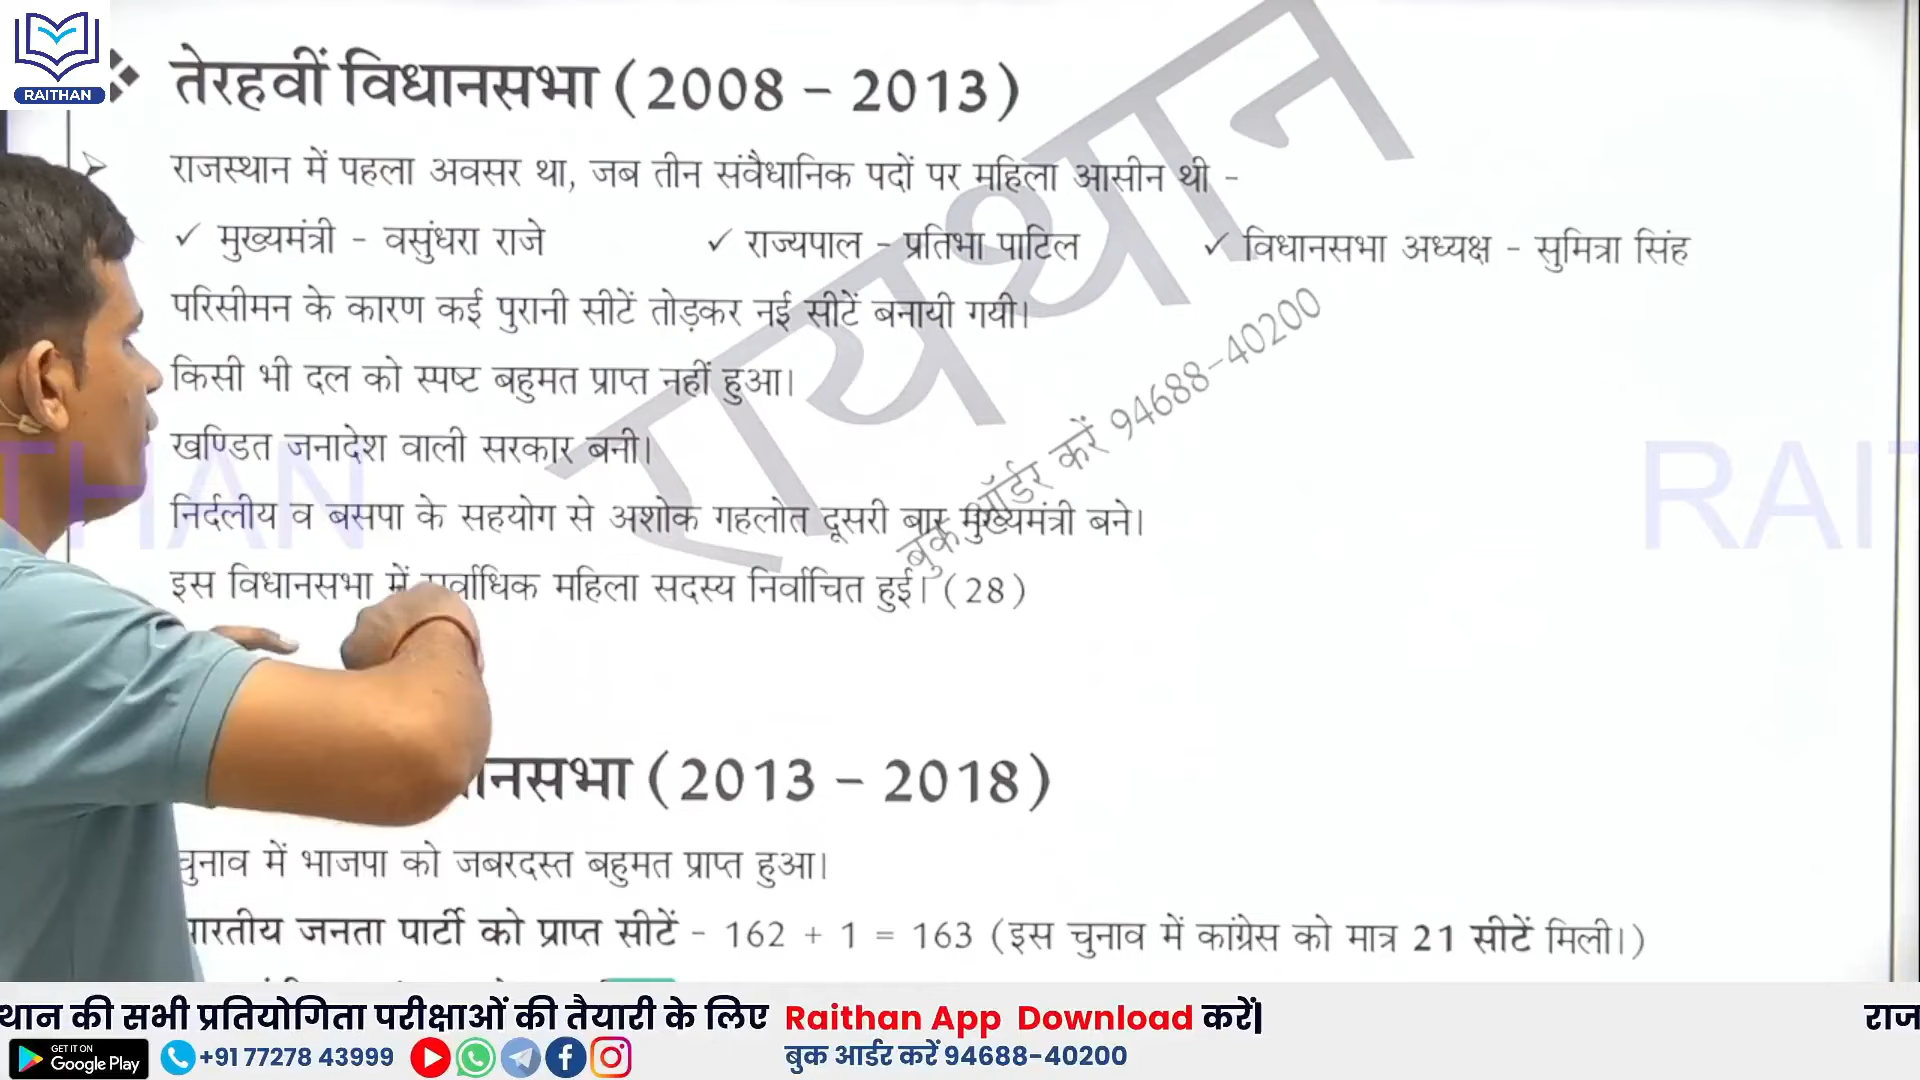 RAITHAN
तेरहवीं विधानसभा (2008 - 2013)
राजस्थान में पहला अवसर था, जब तीन संवैधानिक पदों पर महिला आसीन थी -
✓ मुख्यमंत्री - वसुंधरा राजे ✓ राज्यपाल - प्रतिभा पाटिल ✓ विधानसभा अध्यक्ष - सुमित्रा सिंह
परिसीमन के कारण कई पुरानी सीटें तोड़कर नई सीटें बनायी गयी।
किसी भी दल को स्पष्ट बहुमत प्राप्त नहीं हुआ।
खण्डित जनादेश वाली सरकार बनी।
निर्दलीय व बसपा के सहयोग से अशोक गहलोत दूसरी बार मुख्यमंत्री बने।
इस विधानसभा में सर्वाधिक महिला सदस्य निर्वाचित हुई। (28)
रायथान
बुक ऑर्डर करें 94688-40200
THAN
RAI
नसभा (2013 - 2018)
चुनाव में भाजपा को जबरदस्त बहुमत प्राप्त हुआ।
भारतीय जनता पार्टी को प्राप्त सीटें - 162 + 1 = 163 (इस चुनाव में कांग्रेस को मात्र 21 सीटें मिली।)
थान की सभी प्रतियोगिता परीक्षाओं की तैयारी के लिए Raithan App Download करें| राज
GET IT ON Google Play +91 77278 43999 बुक आर्डर करें 94688-40200